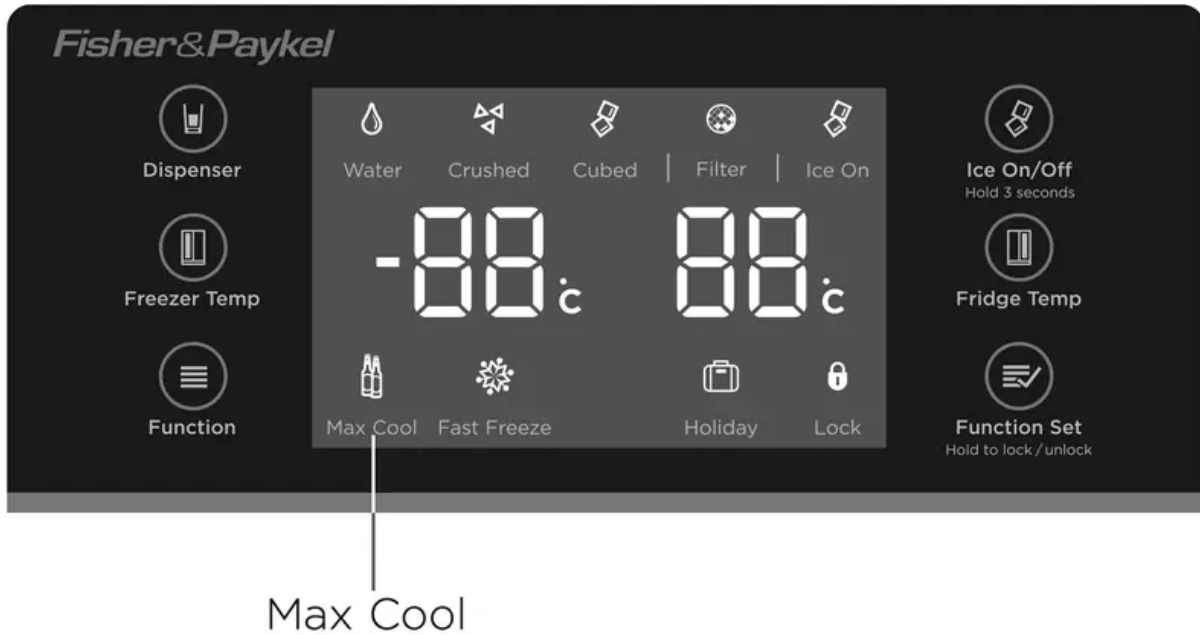 Fisher&Paykel
Dispenser
Water Crushed Cubed Filter Ice On
Ice On/Off
Hold 3 seconds
-88°C 88°C
Freezer Temp
Fridge Temp
Function
Max Cool Fast Freeze Holiday Lock
Function Set
Hold to lock/unlock
Max Cool